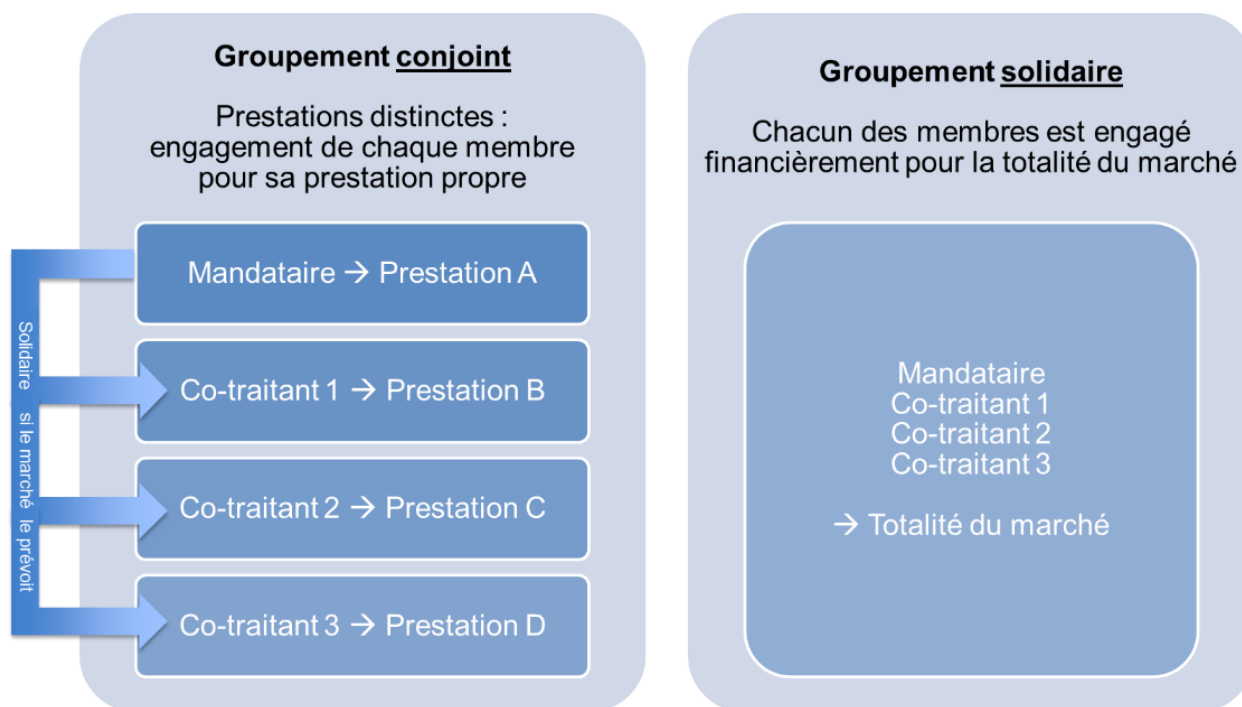 Groupement conjoint
Prestations distinctes :
engagement de chaque membre
pour sa prestation propre
Mandataire → Prestation A
Co-traitant 1 → Prestation B
Co-traitant 2 → Prestation C
Co-traitant 3 → Prestation D
Solidaire si le marché le prévoit
Groupement solidaire
Chacun des membres est engagé
financièrement pour la totalité du marché
Mandataire
Co-traitant 1
Co-traitant 2
Co-traitant 3
→ Totalité du marché